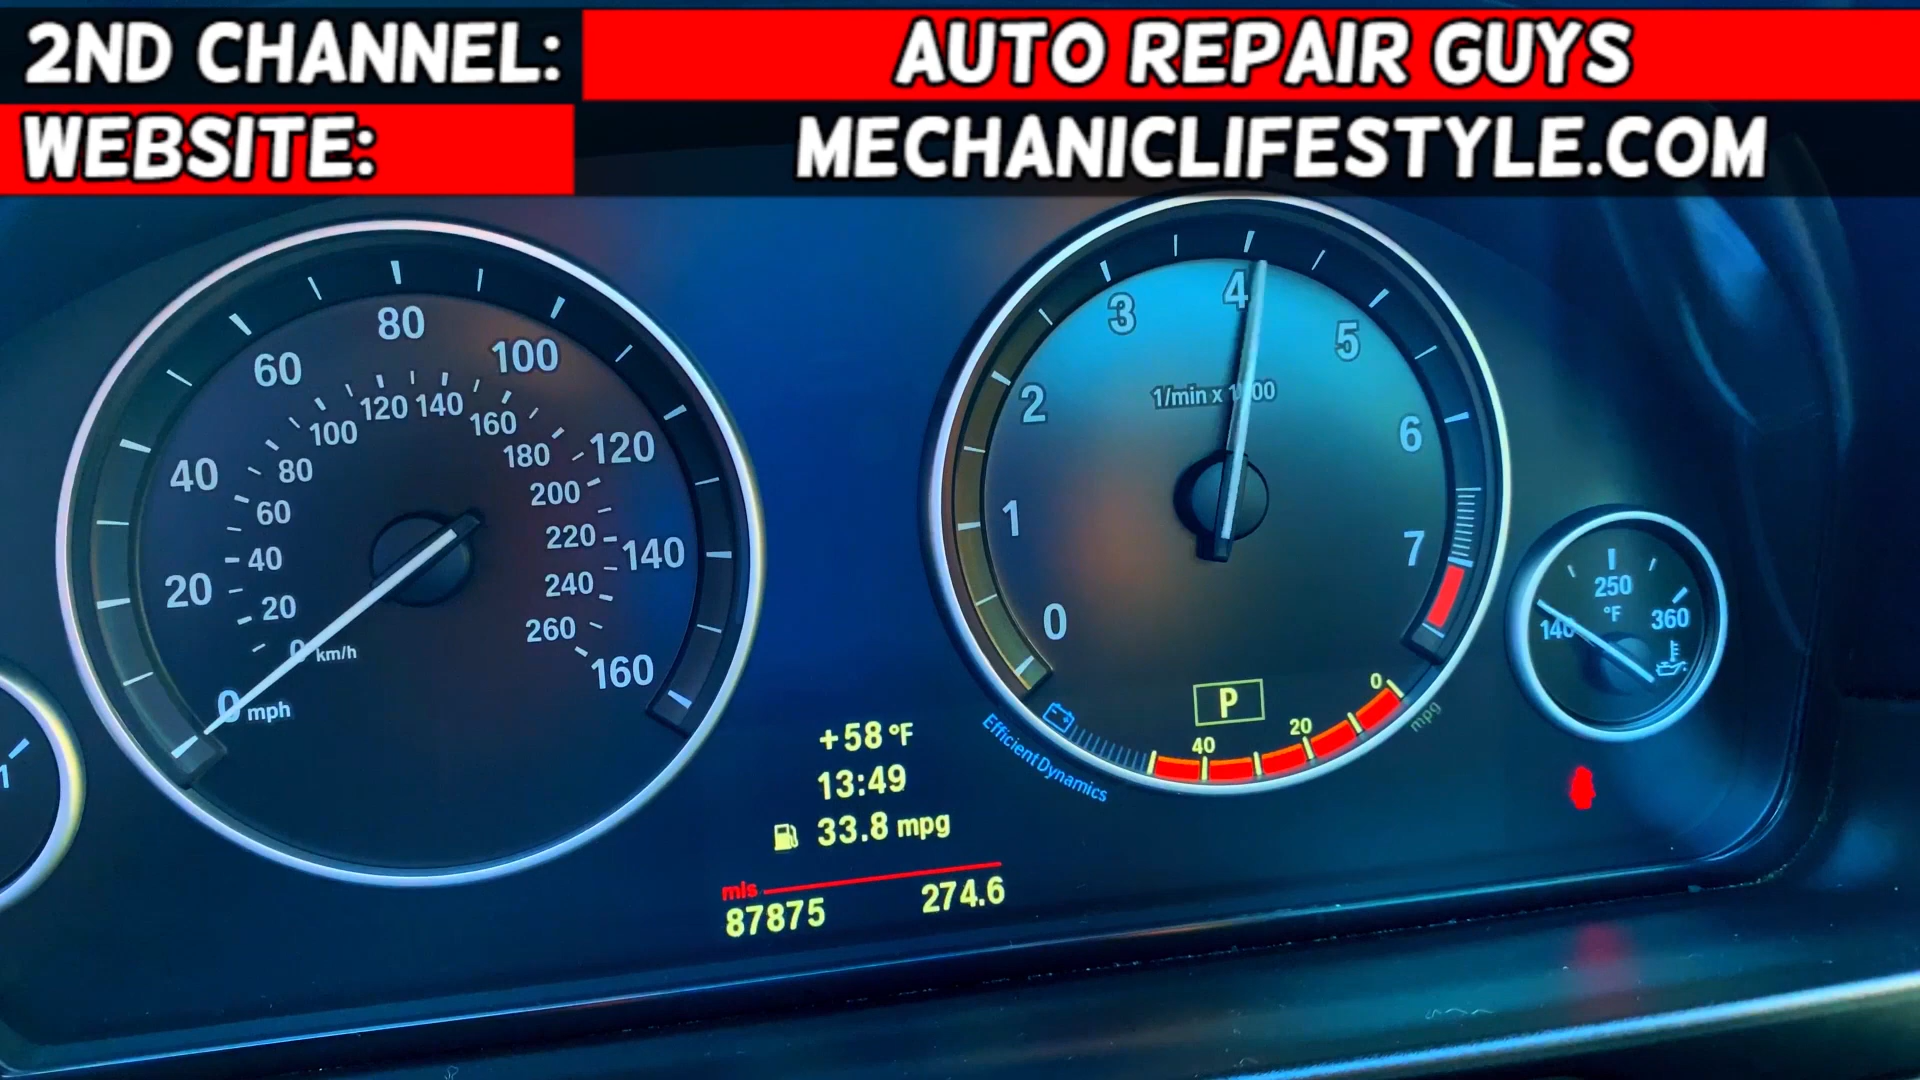 2ND CHANNEL: AUTO REPAIR GUYS
WEBSITE: MECHANICLIFESTYLE.COM
0 20 40 60 80 100 120 140 160
mph
0 20 40 60 80 100 120 140 160 180 200 220 240 260
km/h
0 1 2 3 4 5 6 7
1/min x
00
P
40 20 0
mpg
EfficientDynamics
140 250 360
°F
1
+58 °F
13:49
33.8 mpg
mls
87875 274.6